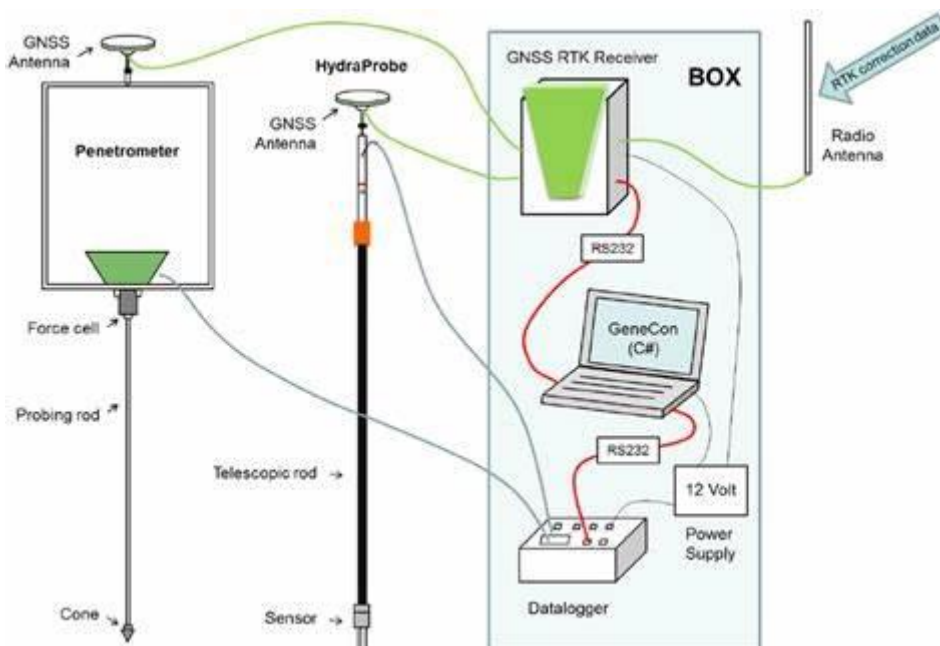 GNSS
Antenna
Penetrometer
Force cell
Probing rod
Cone
HydraProbe
GNSS
Antenna
Telescopic rod
Sensor
GNSS RTK Receiver
BOX
RS232
GeneCon
(C#)
RS232
12 Volt
Power
Supply
Datalogger
RTK correction data
Radio
Antenna